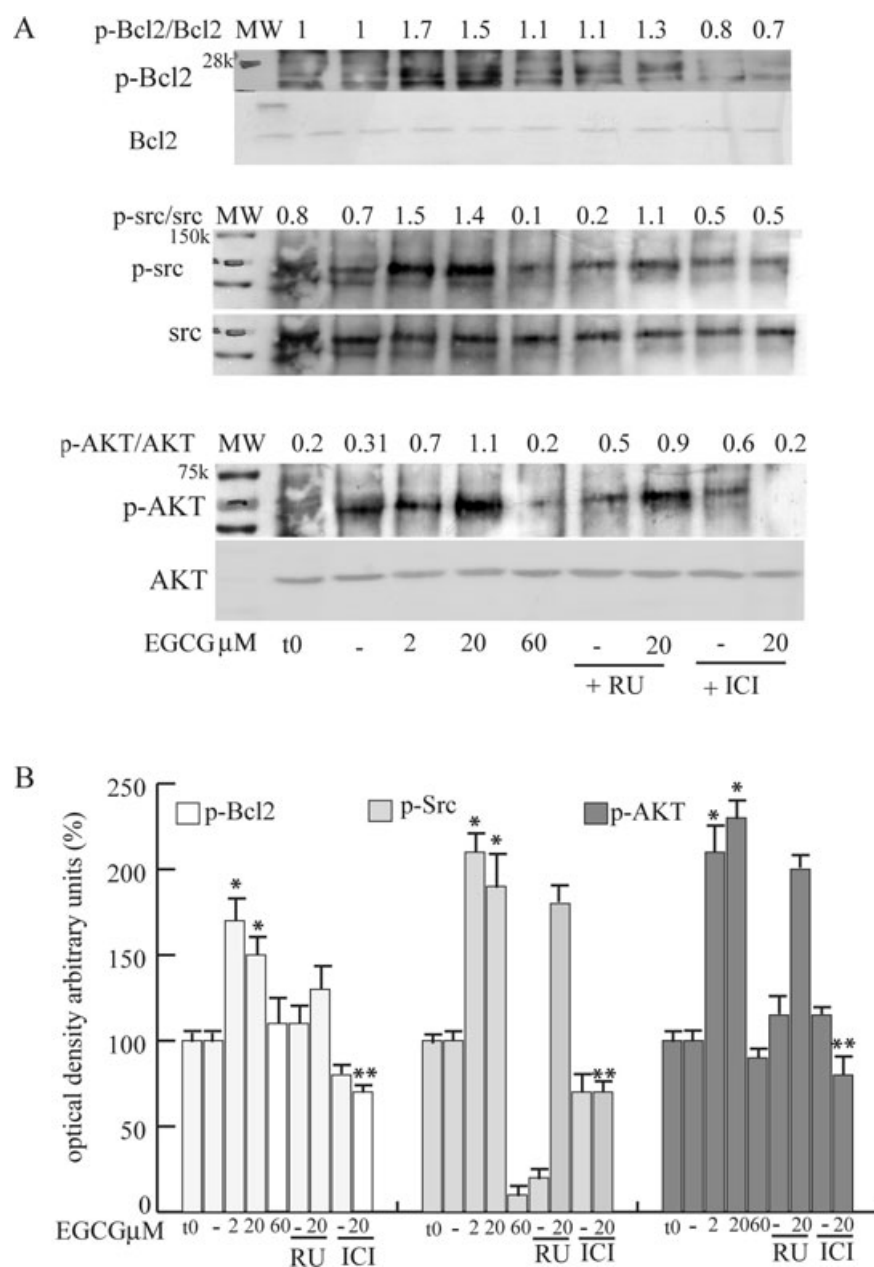 A
p-Bcl2/Bcl2 MW 1 1 1.7 1.5 1.1 1.1 1.3 0.8 0.7
28k
p-Bcl2
Bcl2
p-src/src MW 0.8 0.7 1.5 1.4 0.1 0.2 1.1 0.5 0.5
150k
p-src
src
p-AKT/AKT MW 0.2 0.31 0.7 1.1 0.2 0.5 0.9 0.6 0.2
75k
p-AKT
AKT
EGCG µM t0 - 2 20 60 - 20 - 20
+ RU + ICI
B
250
p-Bcl2 p-Src p-AKT
* * * * * *
200
150
100
** ** **
50
0
optical density arbitrary units (%)
EGCGµM t0 - 2 20 60 - 20 - 20 t0 - 2 20 60 - 20 - 20 t0 - 2 20 60 - 20 - 20
RU ICI RU ICI RU ICI